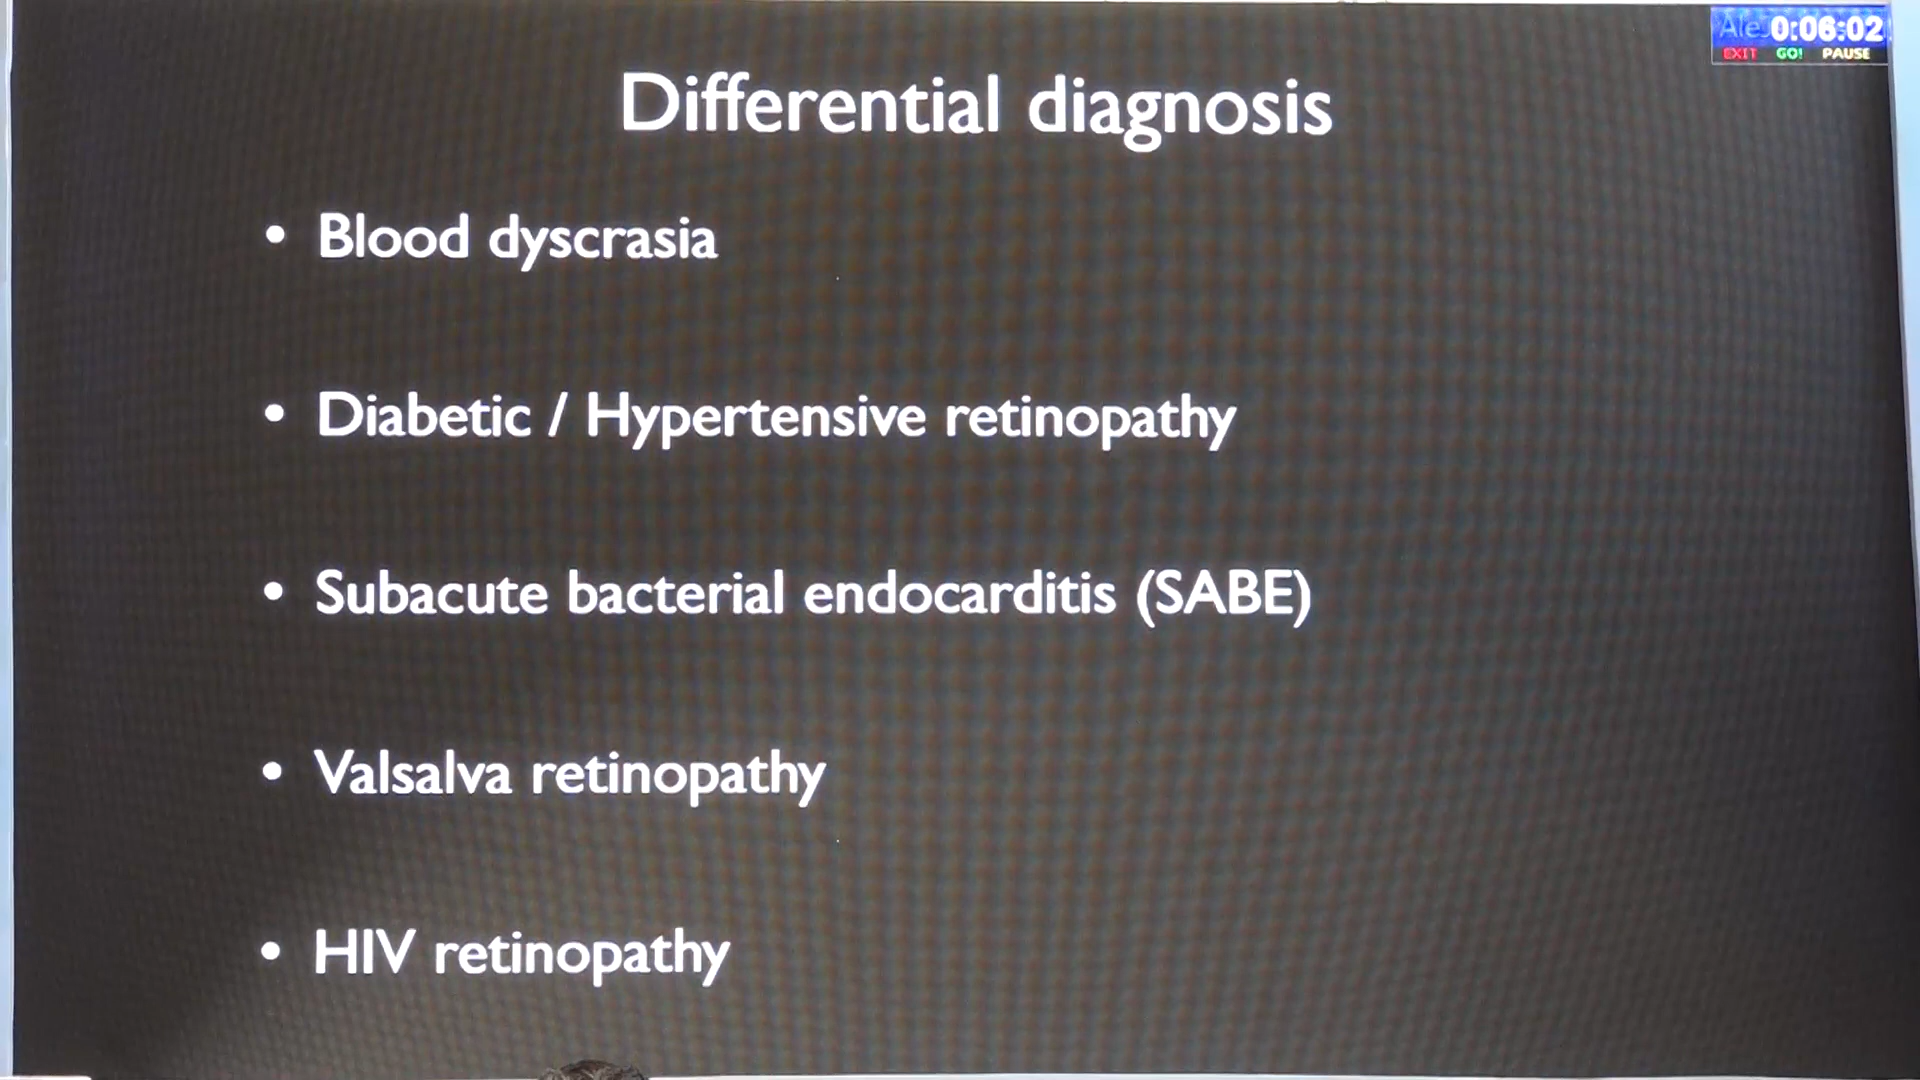 0:06:02
EXIT GO! PAUSE
Differential diagnosis
• Blood dyscrasia
• Diabetic / Hypertensive retinopathy
• Subacute bacterial endocarditis (SABE)
• Valsalva retinopathy
• HIV retinopathy